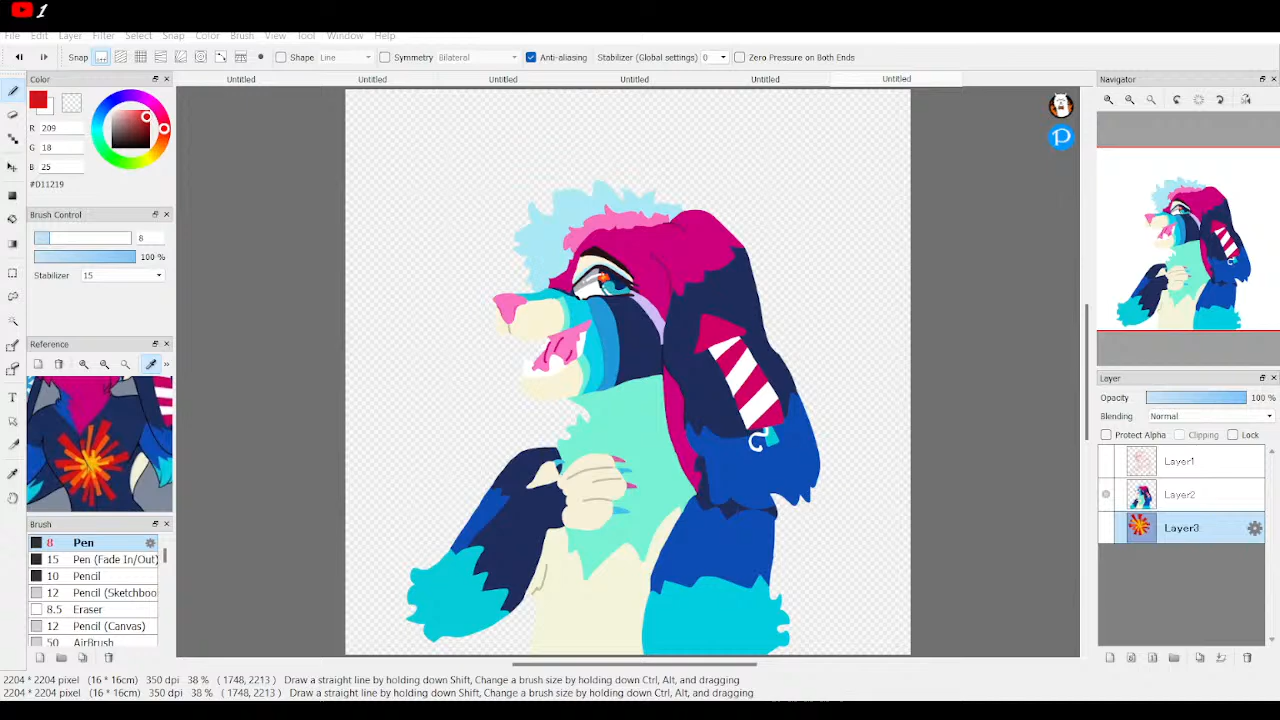 1
File Edit Layer Filter Select Snap Color Brush View Tool Window Help
Snap Shape Line Symmetry Bilateral Anti-aliasing Stabilizer (Global settings) 0 Zero Pressure on Both Ends
Color Untitled Untitled Untitled Untitled Untitled Untitled Navigator
R 209
G 18
B 25
#D11219
Brush Control
8
100 %
Stabilizer 15
Reference
Layer
Opacity 100 %
Blending Normal
Protect Alpha Clipping Lock
Layer1
Layer2
Layer3
Brush
8 Pen
15 Pen (Fade In/Out)
10 Pencil
12 Pencil (Sketchboo
8.5 Eraser
12 Pencil (Canvas)
50 AirBrush
2204 * 2204 pixel (16 * 16cm) 350 dpi 38 % ( 1748, 2213 ) Draw a straight line by holding down Shift, Change a brush size by holding down Ctrl, Alt, and dragging
2204 * 2204 pixel (16 * 16cm) 350 dpi 38 % ( 1748, 2213 ) Draw a straight line by holding down Shift, Change a brush size by holding down Ctrl, Alt, and dragging